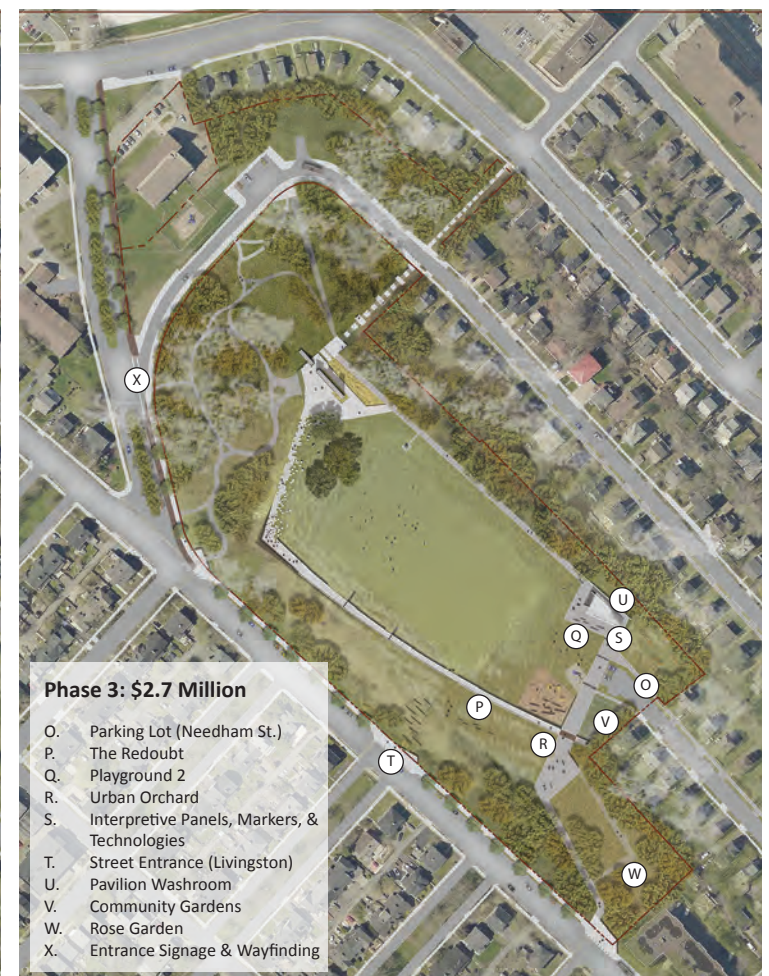 X
U
Q
S
O
P
V
R
T
W
Phase 3: $2.7 Million
O. Parking Lot (Needham St.)
P. The Redoubt
Q. Playground 2
R. Urban Orchard
S. Interpretive Panels, Markers, &
Technologies
T. Street Entrance (Livingston)
U. Pavilion Washroom
V. Community Gardens
W. Rose Garden
X. Entrance Signage & Wayfinding